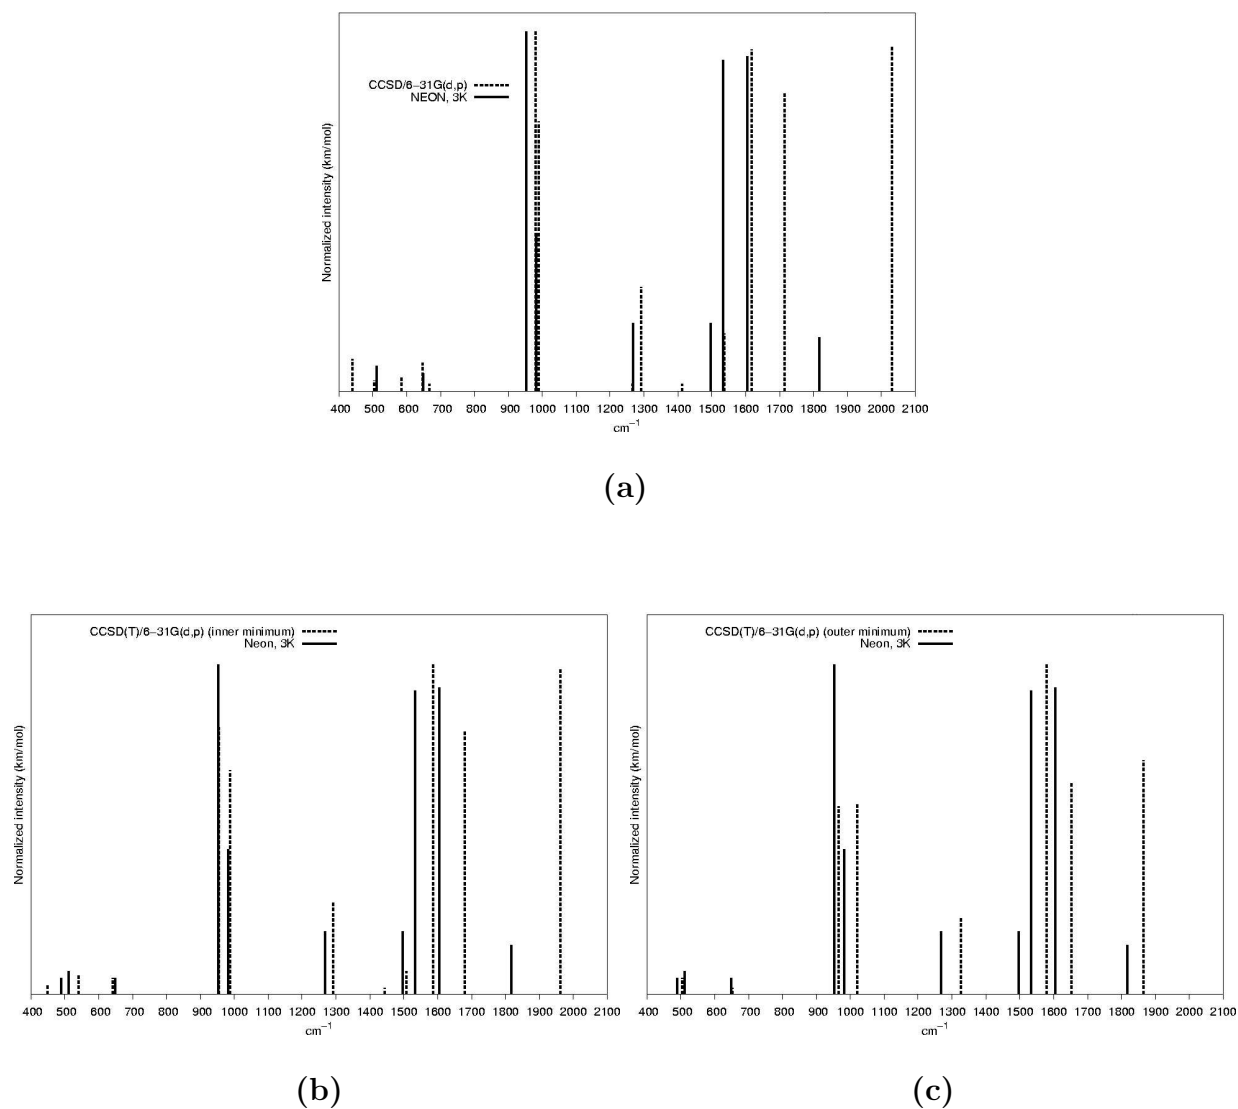 CCSD/6–31G(d,p)
NEON, 3K
Normalized intensity (km/mol)
400 500 600 700 800 900 1000 1100 1200 1300 1400 1500 1600 1700 1800 1900 2000 2100
cm−1
(a)
CCSD(T)/6–31G(d,p) (inner minimum)
Neon, 3K
Normalized intensity (km/mol)
400 500 600 700 800 900 1000 1100 1200 1300 1400 1500 1600 1700 1800 1900 2000 2100
cm−1
(b)
CCSD(T)/6–31G(d,p) (outer minimum)
Neon, 3K
Normalized intensity (km/mol)
400 500 600 700 800 900 1000 1100 1200 1300 1400 1500 1600 1700 1800 1900 2000 2100
cm−1
(c)